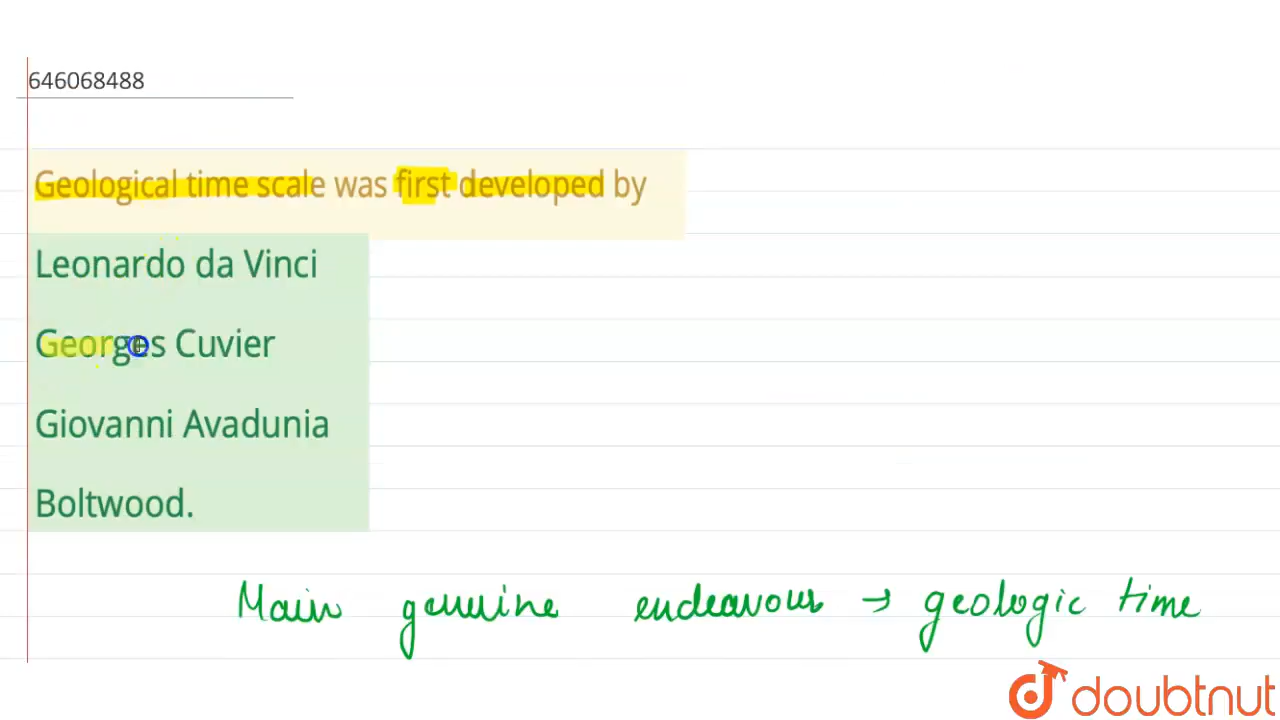 646068488
Geological time scale was first developed by
Leonardo da Vinci
Georges Cuvier
Giovanni Avadunia
Boltwood.
Main genuine endeavour → geologic time
doubtnut